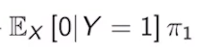 𝔼_X [0|Y = 1] π_1